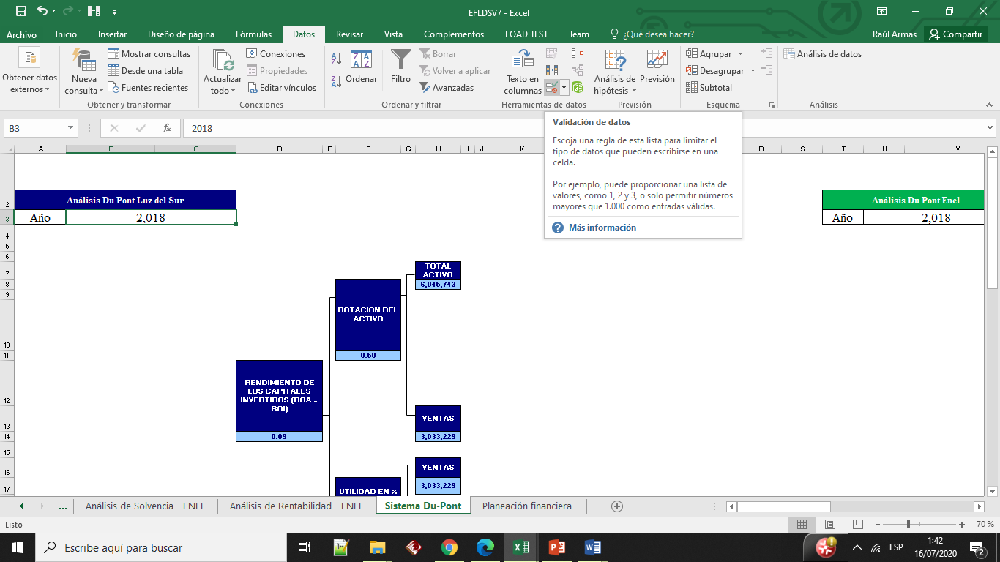 EFLDSV7 - Excel
Archivo Inicio Insertar Diseño de página Fórmulas Datos Revisar Vista Complementos LOAD TEST Team ¿Qué desea hacer? Raúl Armas Compartir
Obtener datos externos
Nueva consulta
Mostrar consultas
Desde una tabla
Fuentes recientes
Obtener y transformar
Actualizar todo
Conexiones
Propiedades
Editar vínculos
Conexiones
Ordenar
Filtro
Borrar
Volver a aplicar
Avanzadas
Ordenar y filtrar
Texto en columnas
Herramientas de datos
Análisis de hipótesis
Previsión
Previsión
Agrupar
Desagrupar
Subtotal
Esquema
Análisis de datos
Análisis
B3 fx 2018
Validación de datos
Escoja una regla de esta lista para limitar el
tipo de datos que pueden escribirse en una
celda.
Por ejemplo, puede proporcionar una lista de
valores, como 1, 2 y 3, o solo permitir números
mayores que 1.000 como entradas válidas.
? Más información
A B C D E F G H I J K R S T U V
1
2 Análisis Du Pont Luz del Sur Análisis Du Pont Enel
3 Año 2,018 Año 2,018
4
5
6
7 TOTAL
ACTIVO
8 6,045,743
9
ROTACION DEL
ACTIVO
10
11 0.50
RENDIMIENTO DE
LOS CAPITALES
INVERTIDOS (ROA =
ROI)
12
13 VENTAS
14 0.09 3,033,229
15
16 VENTAS
17 UTILIDAD EN % 3,033,229
... Análisis de Solvencia - ENEL Análisis de Rentabilidad - ENEL Sistema Du-Pont Planeación financiera
Listo 70 %
Escribe aquí para buscar ESP 1:42
16/07/2020 2